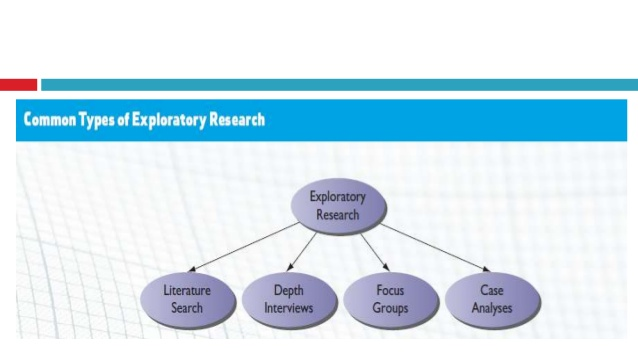 Common Types of Exploratory Research
Exploratory
Research
Literature
Search
Depth
Interviews
Focus
Groups
Case
Analyses